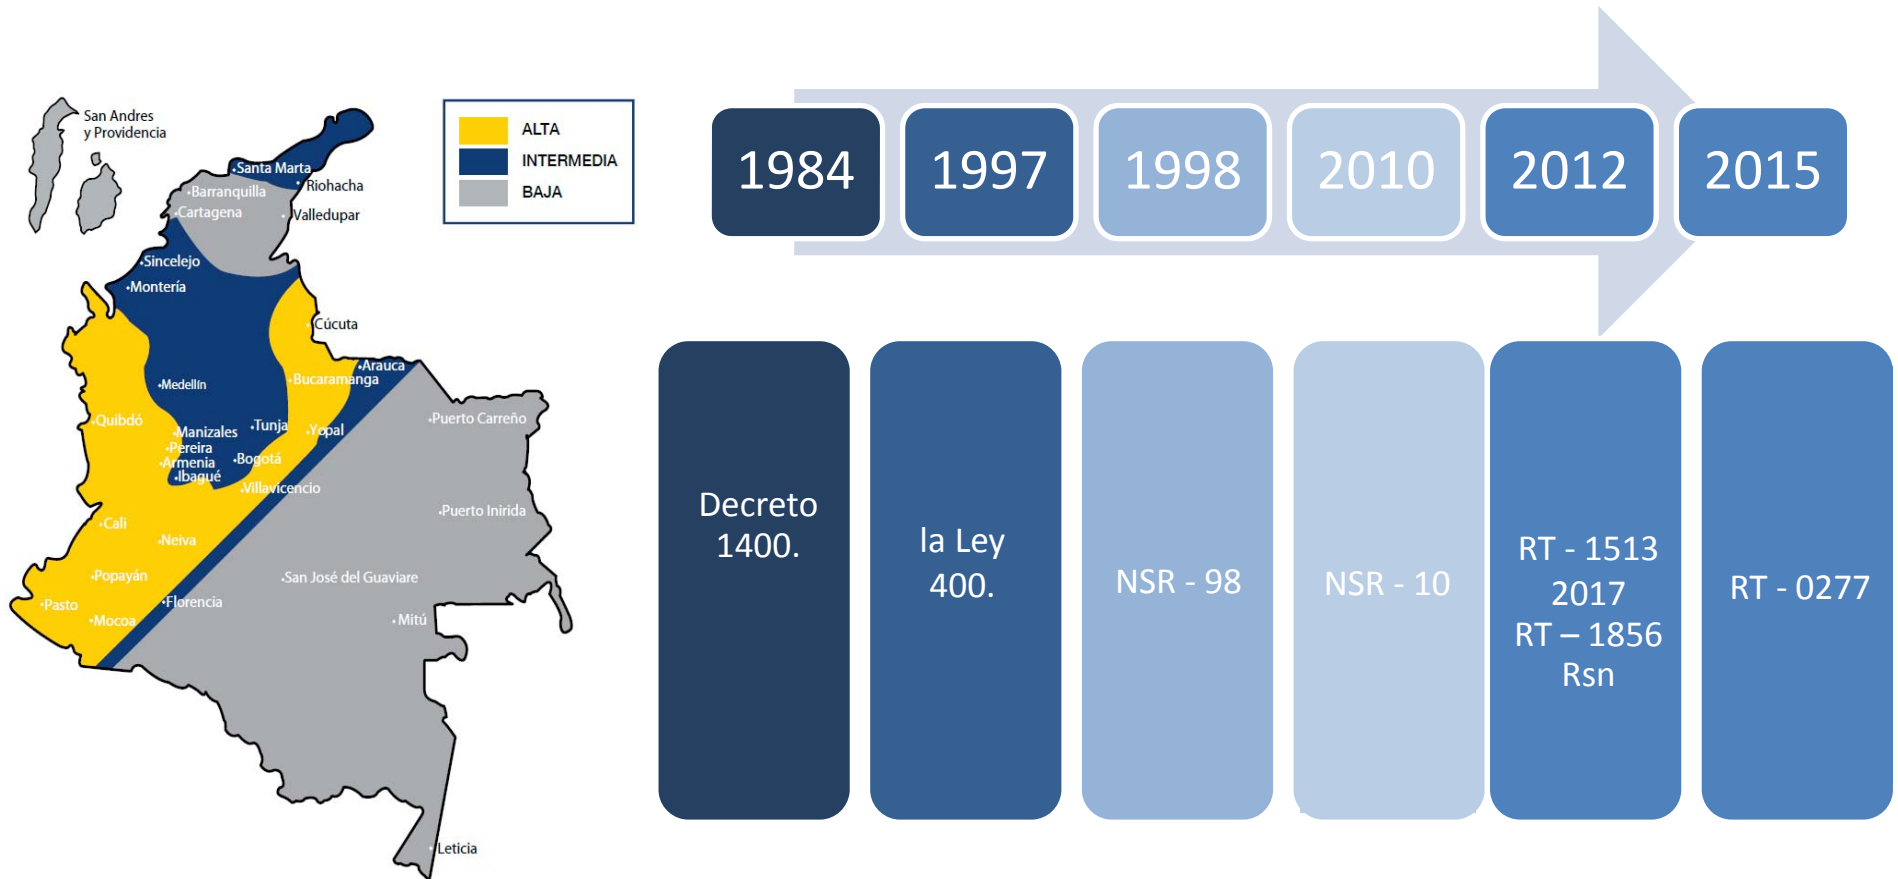 San Andres
y Providencia
ALTA
INTERMEDIA
BAJA
•Santa Marta
•Riohacha
•Barranquilla
•Cartagena
•Valledupar
•Sincelejo
•Montería
•Cúcuta
•Arauca
•Bucaramanga
•Medellín
•Quibdó
•Puerto Carreño
•Manizales
•Tunja
•Yopal
•Pereira
•Armenia
•Bogotá
•Ibagué
•Villavicencio
•Puerto Inirida
•Cali
•Neiva
•Popayán
•San José del Guaviare
•Pasto
•Florencia
•Mocoa
•Mitú
•Leticia
1984
1997
1998
2010
2012
2015
Decreto
1400.
la Ley
400.
NSR - 98
NSR - 10
RT - 1513
2017
RT – 1856
Rsn
RT - 0277